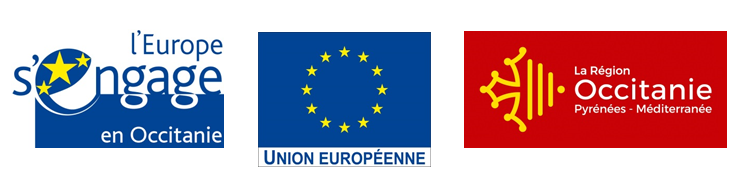 l'Europe
s'engage
en Occitanie
UNION EUROPÉENNE
La Région
Occitanie
Pyrénées - Méditerranée